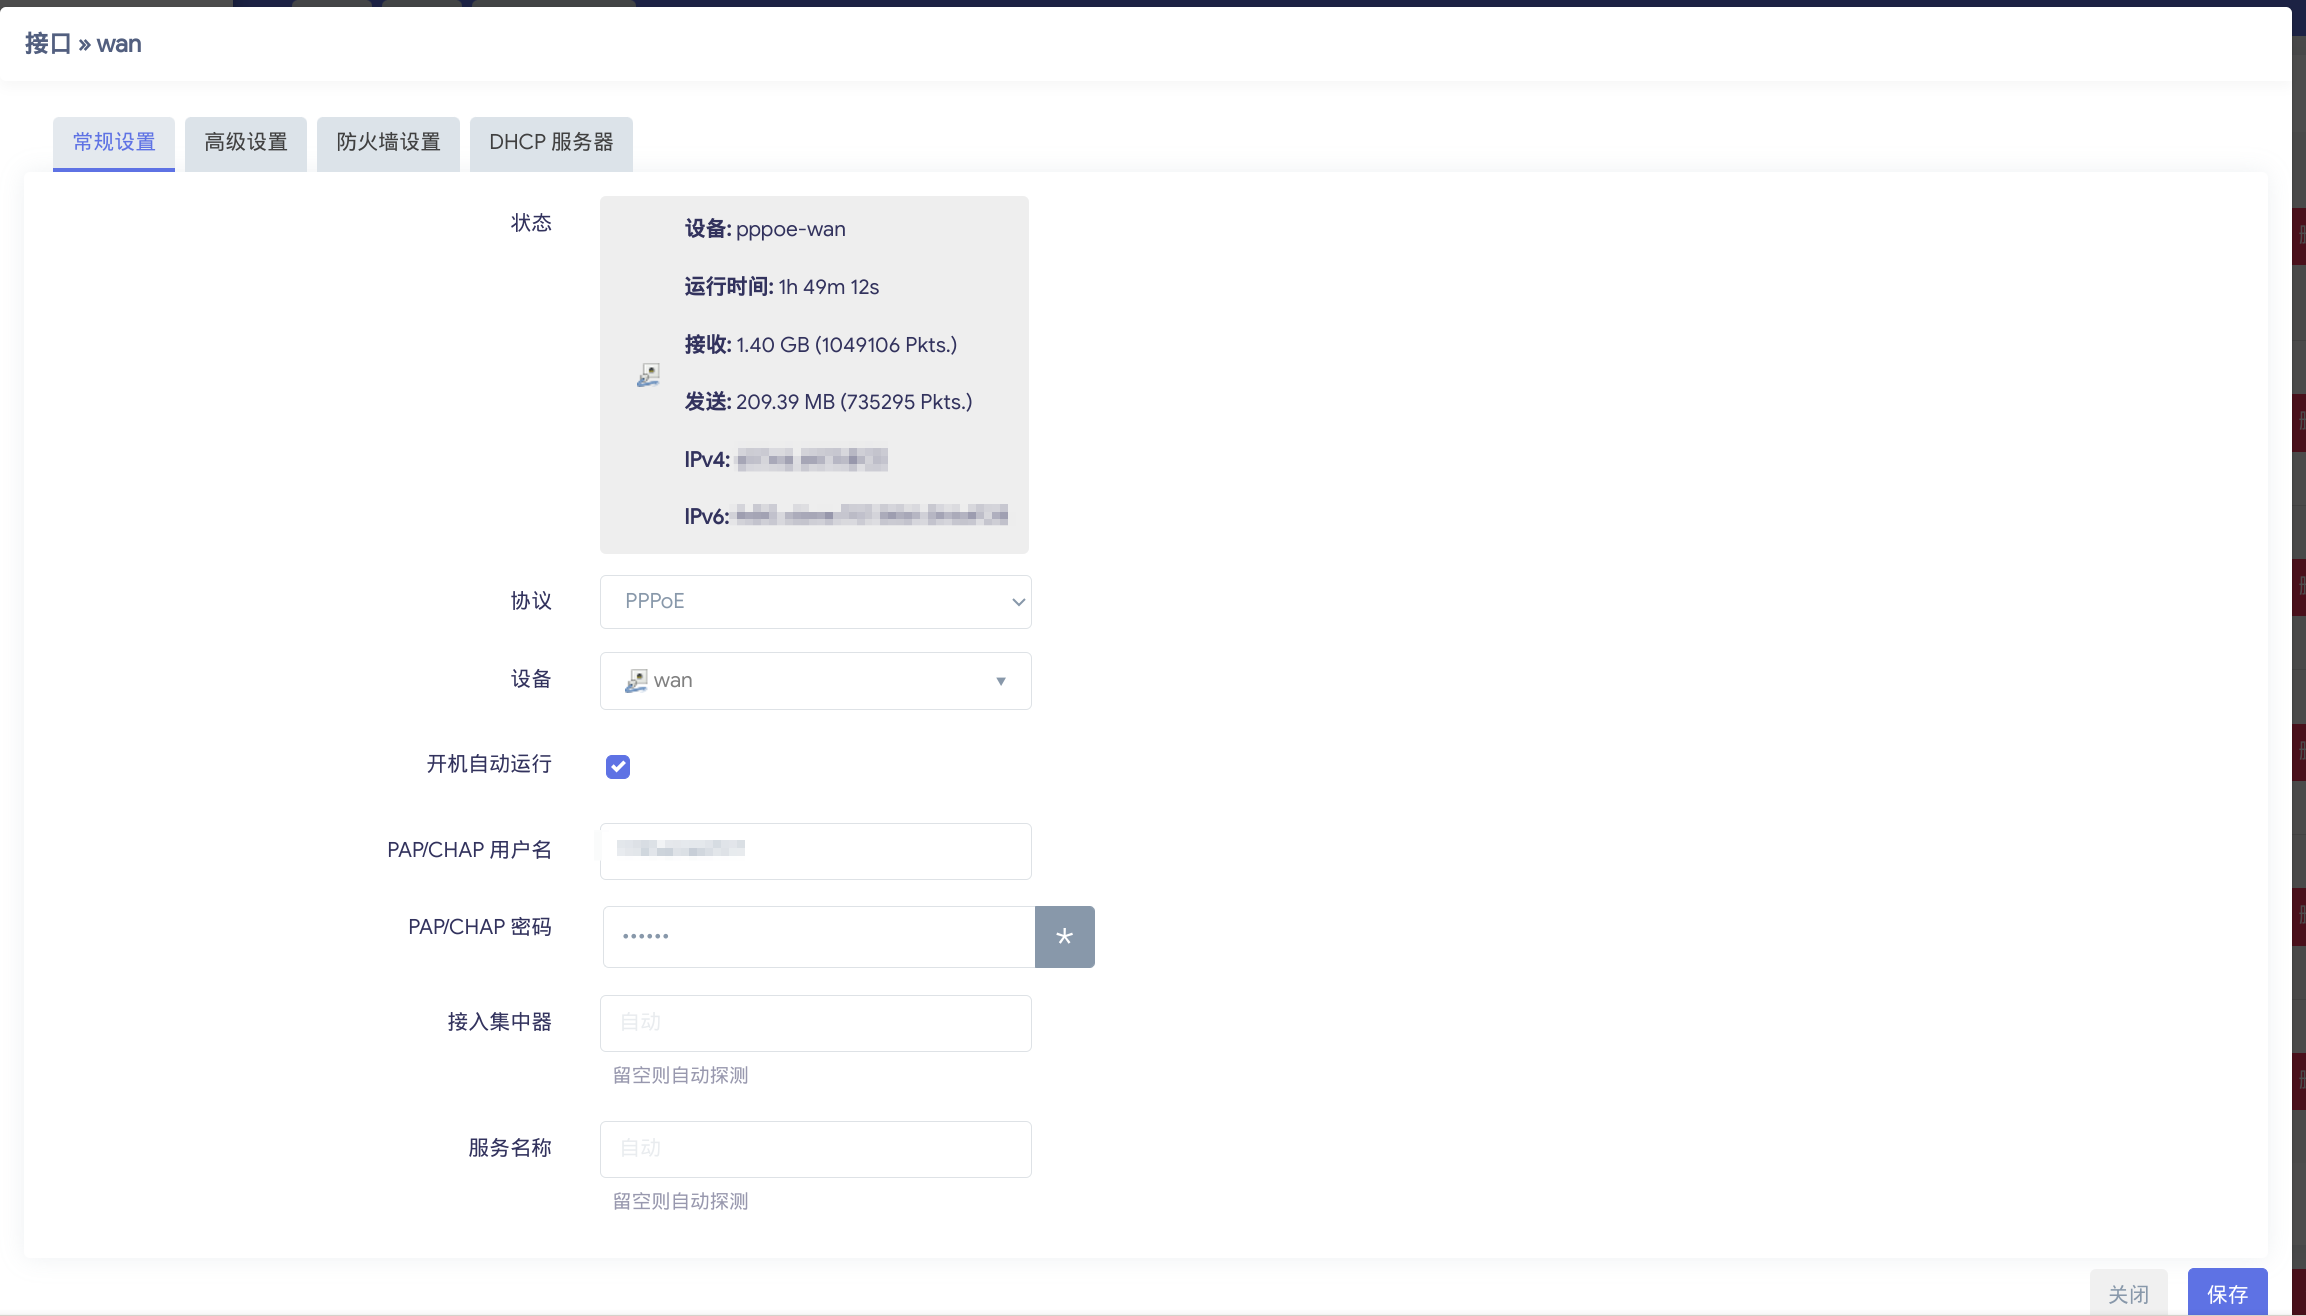 接口 » wan
常规设置
高级设置
防火墙设置
DHCP 服务器
状态
设备: pppoe-wan
运行时间: 1h 49m 12s
接收: 1.40 GB (1049106 Pkts.)
发送: 209.39 MB (735295 Pkts.)
IPv4:
IPv6:
协议
PPPoE
设备
wan
开机自动运行
PAP/CHAP 用户名
PAP/CHAP 密码
••••••
*
接入集中器
自动
留空则自动探测
服务名称
自动
留空则自动探测
关闭
保存